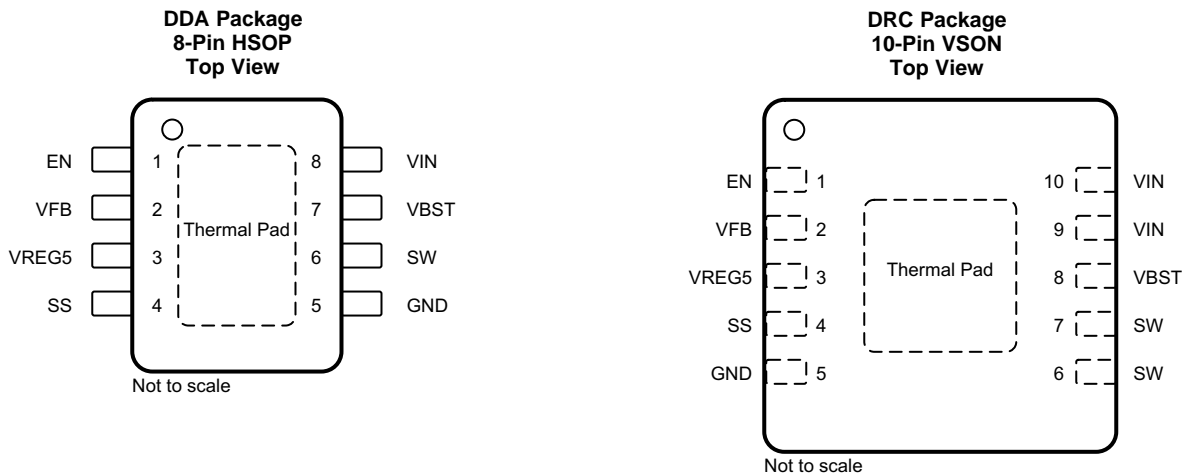 DDA Package
8-Pin HSOP
Top View
EN 1 8 VIN
VFB 2 7 VBST
Thermal Pad
VREG5 3 6 SW
SS 4 5 GND
Not to scale
DRC Package
10-Pin VSON
Top View
EN 1 10 VIN
VFB 2 9 VIN
VREG5 3 Thermal Pad 8 VBST
SS 4 7 SW
GND 5 6 SW
Not to scale